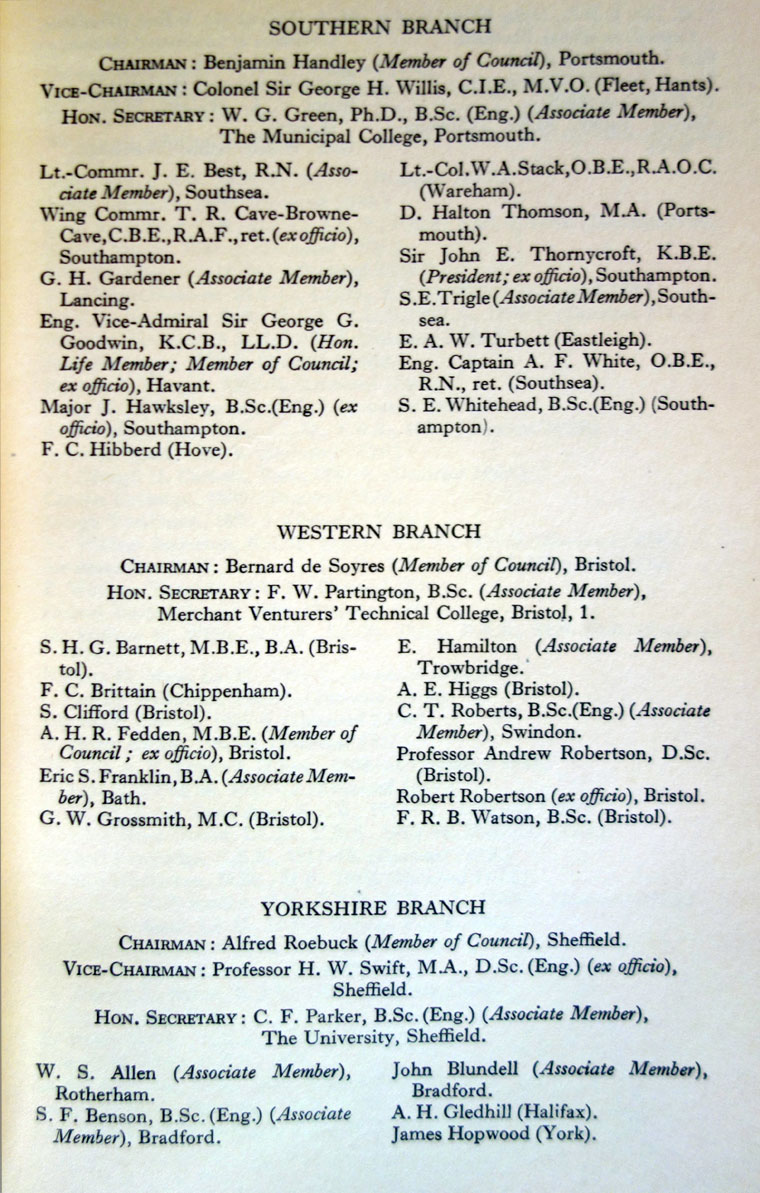 SOUTHERN BRANCH
CHAIRMAN : Benjamin Handley (Member of Council), Portsmouth.
VICE-CHAIRMAN : Colonel Sir George H. Willis, C.I.E., M.V.O. (Fleet, Hants).
HON. SECRETARY : W. G. Green, Ph.D., B.Sc. (Eng.) (Associate Member),
The Municipal College, Portsmouth.
Lt.-Commr. J. E. Best, R.N. (Asso-
ciate Member), Southsea.
Wing Commr. T. R. Cave-Browne-
Cave, C.B.E., R.A.F., ret. (ex officio),
Southampton.
G. H. Gardener (Associate Member),
Lancing.
Eng. Vice-Admiral Sir George G.
Goodwin, K.C.B., LL.D. (Hon.
Life Member; Member of Council;
ex officio), Havant.
Major J. Hawksley, B.Sc.(Eng.) (ex
officio), Southampton.
F. C. Hibberd (Hove).
Lt.-Col. W. A. Stack, O.B.E., R.A.O.C.
(Wareham).
D. Halton Thomson, M.A. (Ports-
mouth).
Sir John E. Thornycroft, K.B.E.
(President; ex officio), Southampton.
S. E. Trigle (Associate Member), South-
sea.
E. A. W. Turbett (Eastleigh).
Eng. Captain A. F. White, O.B.E.,
R.N., ret. (Southsea).
S. E. Whitehead, B.Sc.(Eng.) (South-
ampton).
WESTERN BRANCH
CHAIRMAN : Bernard de Soyres (Member of Council), Bristol.
HON. SECRETARY : F. W. Partington, B.Sc. (Associate Member),
Merchant Venturers' Technical College, Bristol, 1.
S. H. G. Barnett, M.B.E., B.A. (Bris-
tol).
F. C. Brittain (Chippenham).
S. Clifford (Bristol).
A. H. R. Fedden, M.B.E. (Member of
Council ; ex officio), Bristol.
Eric S. Franklin, B.A. (Associate Mem-
ber), Bath.
G. W. Grossmith, M.C. (Bristol).
E. Hamilton (Associate Member),
Trowbridge.
A. E. Higgs (Bristol).
C. T. Roberts, B.Sc.(Eng.) (Associate
Member), Swindon.
Professor Andrew Robertson, D.Sc.
(Bristol).
Robert Robertson (ex officio), Bristol.
F. R. B. Watson, B.Sc. (Bristol).
YORKSHIRE BRANCH
CHAIRMAN : Alfred Roebuck (Member of Council), Sheffield.
VICE-CHAIRMAN : Professor H. W. Swift, M.A., D.Sc. (Eng.) (ex officio),
Sheffield.
HON. SECRETARY : C. F. Parker, B.Sc. (Eng.) (Associate Member),
The University, Sheffield.
W. S. Allen (Associate Member),
Rotherham.
S. F. Benson, B.Sc. (Eng.) (Associate
Member), Bradford.
John Blundell (Associate Member),
Bradford.
A. H. Gledhill (Halifax).
James Hopwood (York).